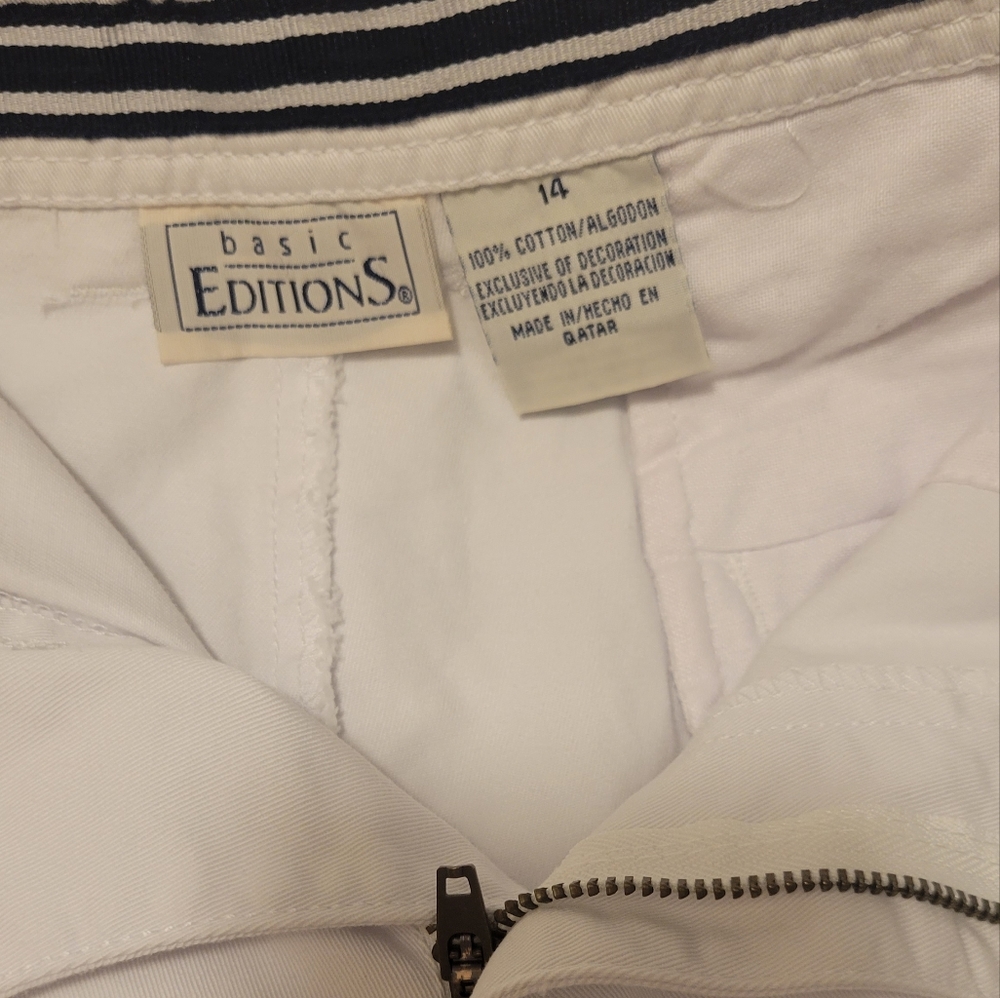 basic
EDITIONS®
14
100% COTTON/ALGODON
EXCLUSIVE OF DECORATION
EXCLUYENDO LA DECORACION
MADE IN/HECHO EN
QATAR